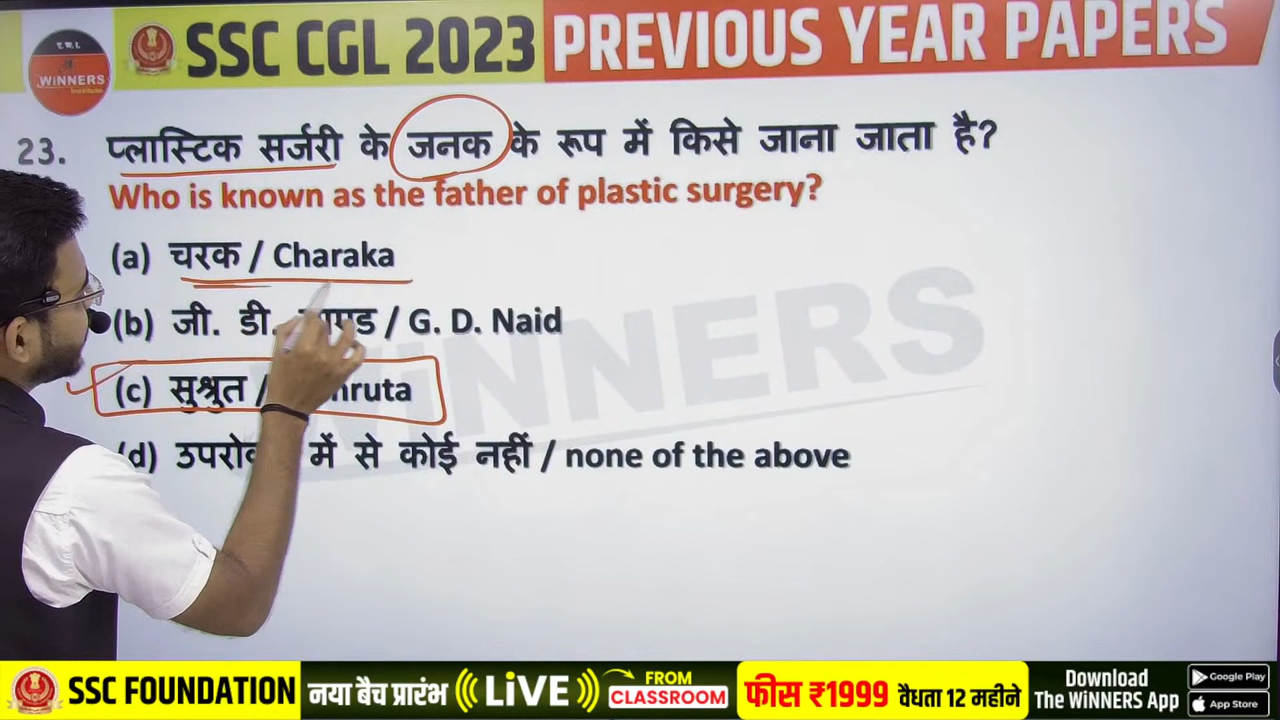 SSC CGL 2023 PREVIOUS YEAR PAPERS
WiNNERS
Institute
23. प्लास्टिक सर्जरी के जनक के रूप में किसे जाना जाता है?
Who is known as the father of plastic surgery?
(a) चरक / Charaka
(b) जी. डी. / G. D. Naid
(c) सुश्रुत /
(d) में से कोई नहीं / none of the above
WiNNERS
SSC FOUNDATION नया बैच प्रारंभ LiVE FROM CLASSROOM फीस ₹1999 वैधता 12 महीने Download The WiNNERS App Google Play App Store